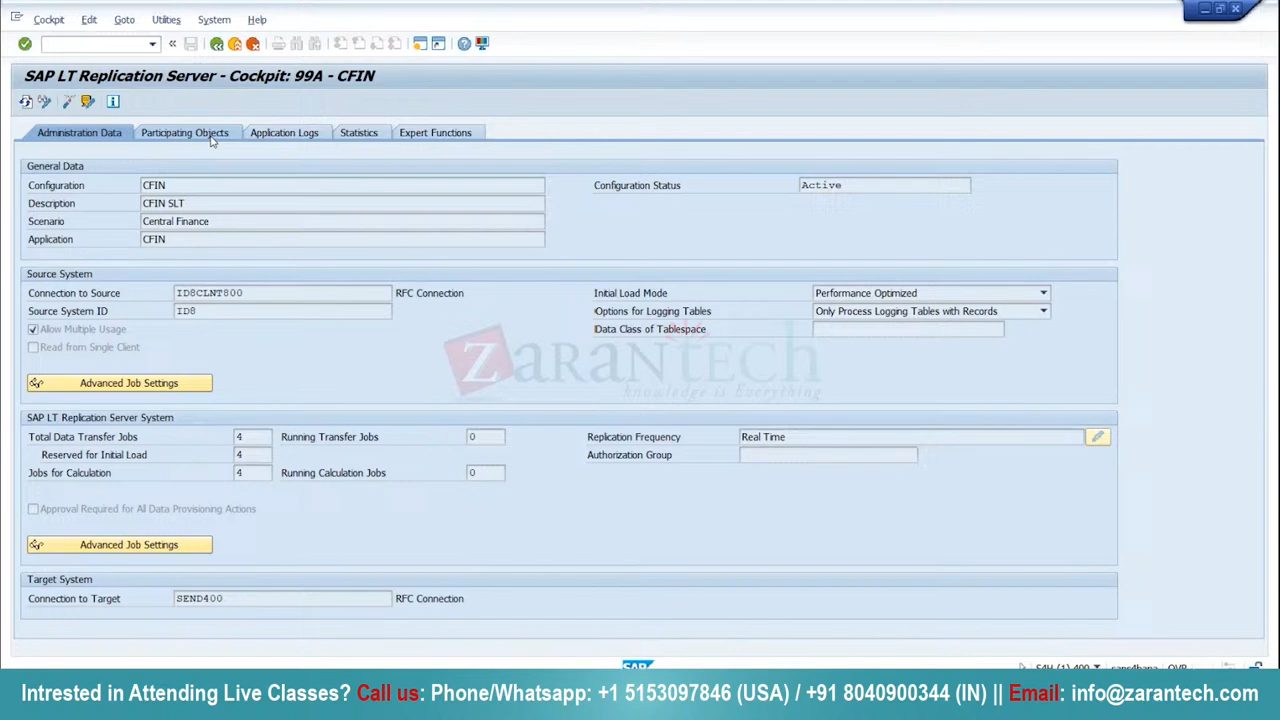 Cockpit Edit Goto Utilities System Help
SAP LT Replication Server - Cockpit: 99A - CFIN
Administration Data Participating Objects Application Logs Statistics Expert Functions
General Data
Configuration CFIN Configuration Status Active
Description CFIN SLT
Scenario Central Finance
Application CFIN
Source System
Connection to Source ID8CLNT800 RFC Connection Initial Load Mode Performance Optimized
Source System ID ID8 Options for Logging Tables Only Process Logging Tables with Records
Allow Multiple Usage Data Class of Tablespace
Read from Single Client
ZaranTech
knowledge is Everything
Advanced Job Settings
SAP LT Replication Server System
Total Data Transfer Jobs 4 Running Transfer Jobs 0 Replication Frequency Real Time
Reserved for Initial Load 4 Authorization Group
Jobs for Calculation 4 Running Calculation Jobs 0
Approval Required for All Data Provisioning Actions
Advanced Job Settings
Target System
Connection to Target SEND400 RFC Connection
SAP S4H (1) 400 OVR
Intrested in Attending Live Classes? Call us: Phone/Whatsapp: +1 5153097846 (USA) / +91 8040900344 (IN) || Email: info@zarantech.com